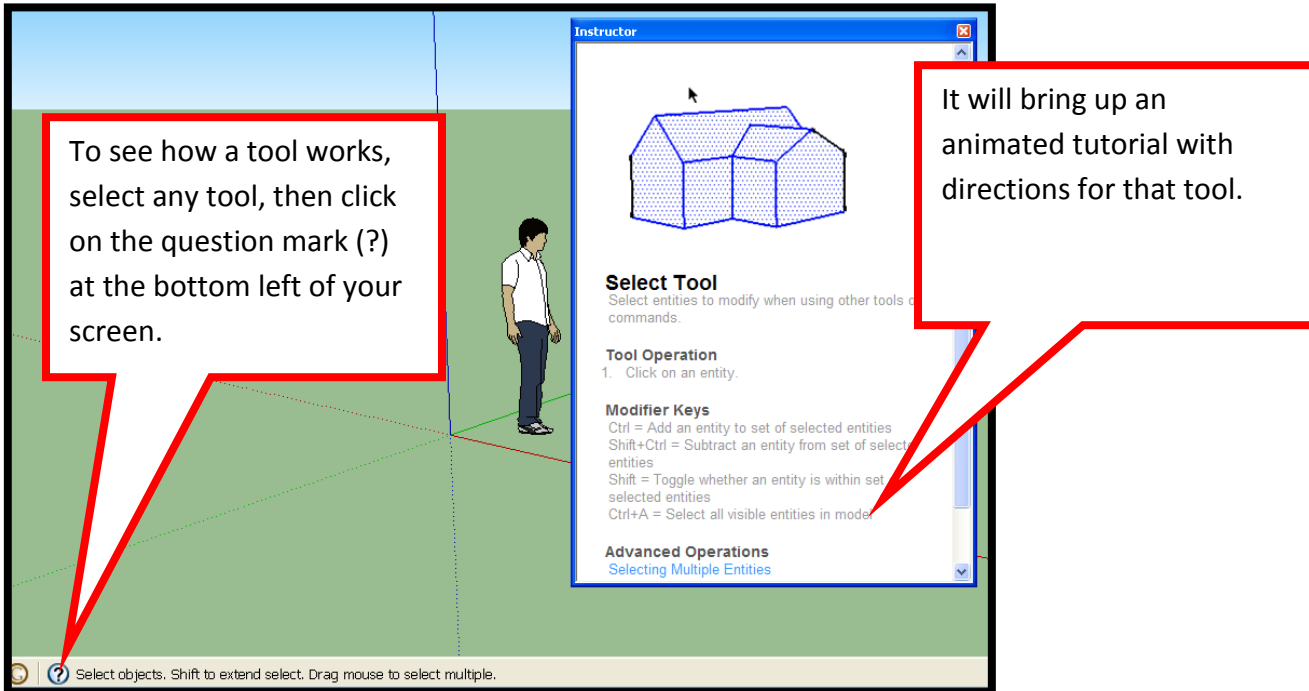 Instructor
To see how a tool works,
select any tool, then click
on the question mark (?)
at the bottom left of your
screen.
It will bring up an
animated tutorial with
directions for that tool.
Select Tool
Select entities to modify when using other tools
commands.
Tool Operation
1. Click on an entity.
Modifier Keys
Ctrl = Add an entity to set of selected entities
Shift+Ctrl = Subtract an entity from set of
entities
Shift = Toggle whether an entity is within set
selected entities
Ctrl+A = Select all visible entities in model
Advanced Operations
Selecting Multiple Entities
? Select objects. Shift to extend select. Drag mouse to select multiple.